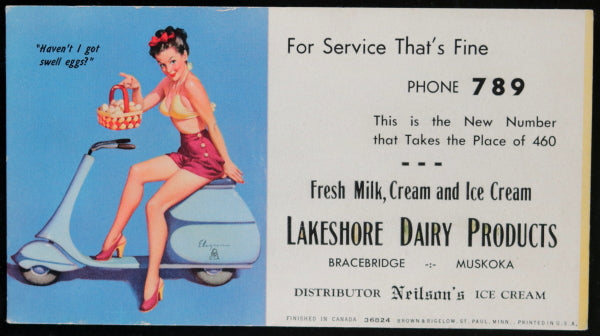 "Haven't I got
swell eggs?"
For Service That's Fine
PHONE 789
This is the New Number
that Takes the Place of 460
- - -
Fresh Milk, Cream and Ice Cream
LAKESHORE DAIRY PRODUCTS
BRACEBRIDGE -:- MUSKOKA
DISTRIBUTOR Neilson's ICE CREAM
FINISHED IN CANADA 36824 BROWN & BIGELOW, ST. PAUL, MINN. PRINTED IN U.S.A.